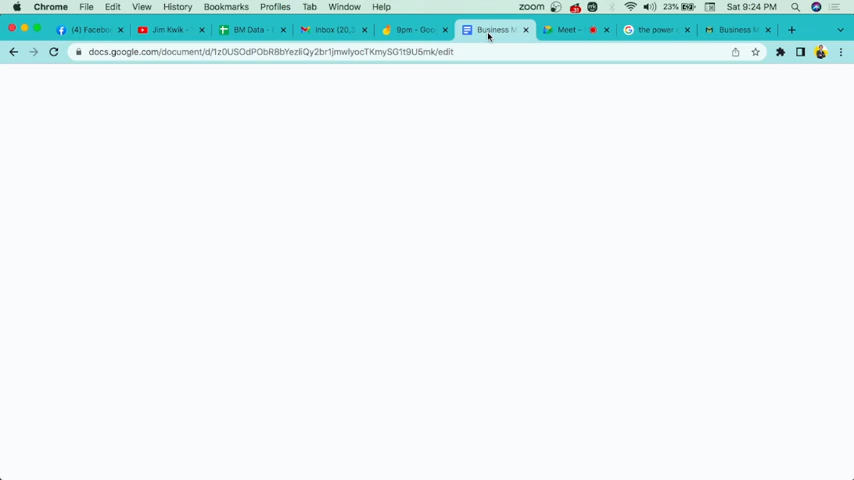 Chrome File Edit View History Bookmarks Profiles Tab Window Help zoom 31 23% Sat 9:24 PM
(4) Facebo Jim Kwik - BM Data - Inbox (20,3 9pm - Goo Business M Meet - the power Business M
docs.google.com/document/d/1z0USOdPObR8bYezliQy2br1jmwlyocTKmySG1t9U5mk/edit